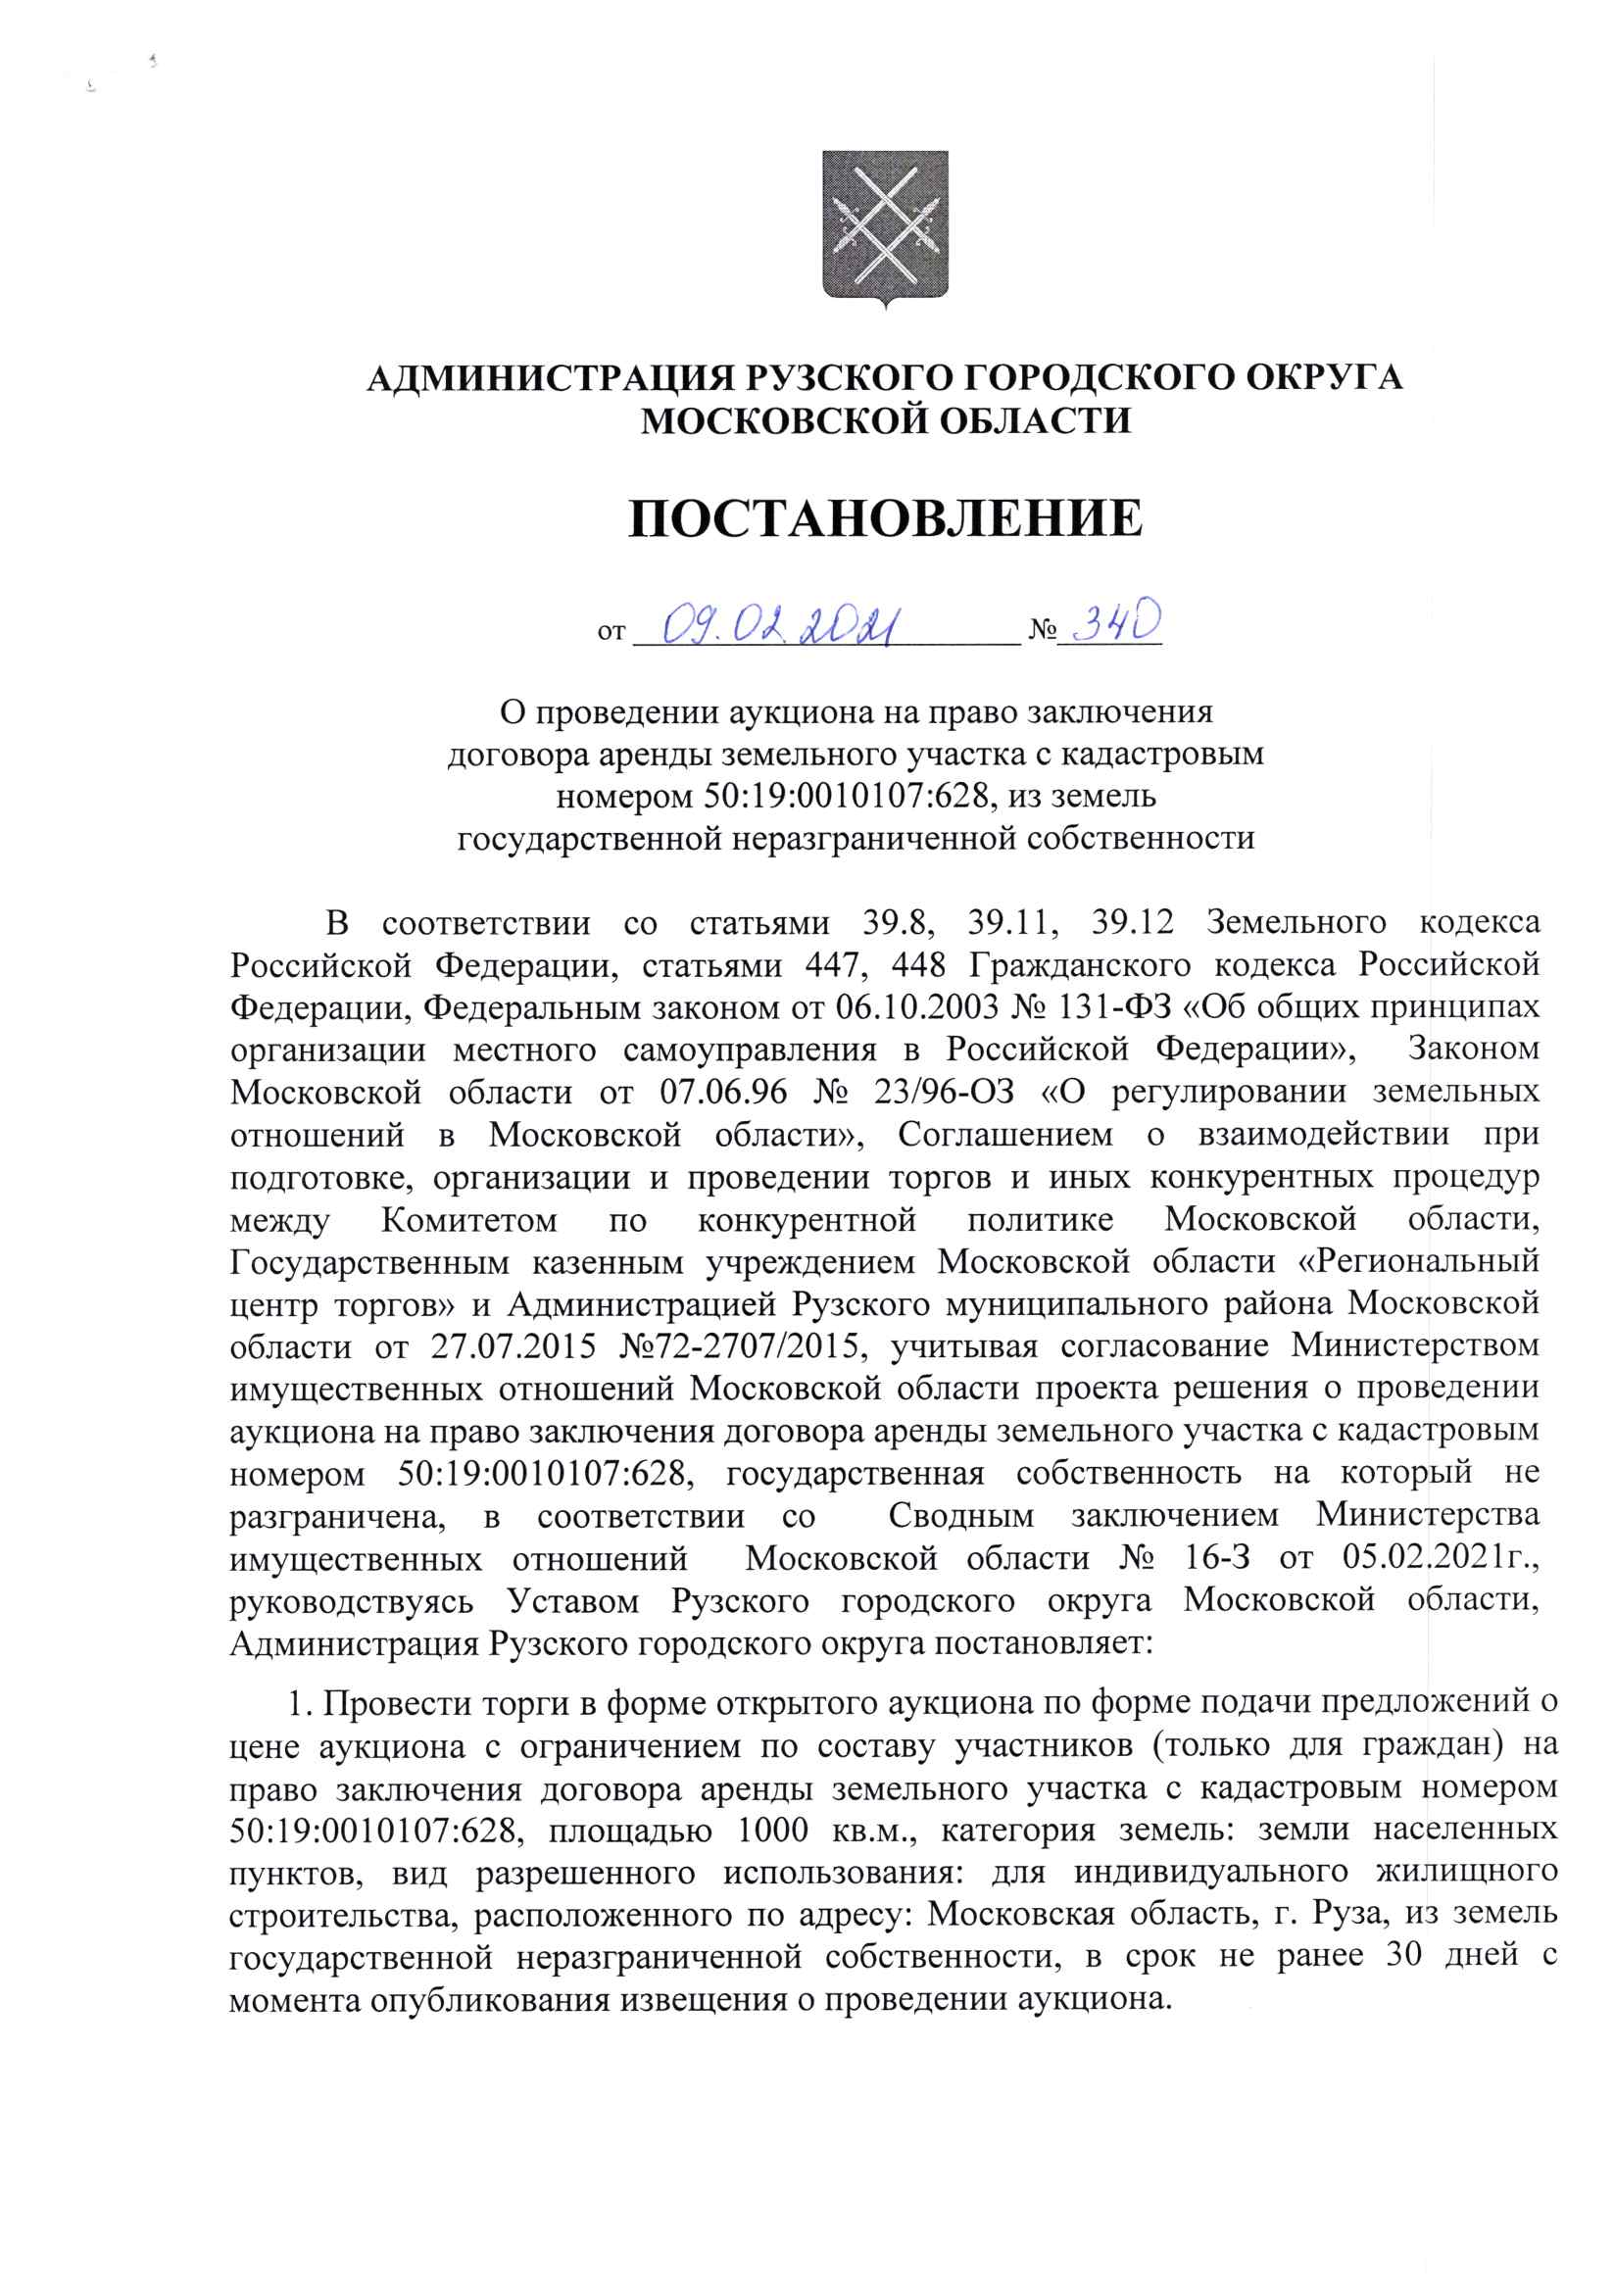 АДМИНИСТРАЦИЯ РУЗСКОГО ГОРОДСКОГО ОКРУГА
МОСКОВСКОЙ ОБЛАСТИ
ПОСТАНОВЛЕНИЕ
от 09.02.2021 № 340
О проведении аукциона на право заключения
договора аренды земельного участка с кадастровым
номером 50:19:0010107:628, из земель
государственной неразграниченной собственности
В соответствии со статьями 39.8, 39.11, 39.12 Земельного кодекса
Российской Федерации, статьями 447, 448 Гражданского кодекса Российской
Федерации, Федеральным законом от 06.10.2003 № 131-ФЗ «Об общих принципах
организации местного самоуправления в Российской Федерации», Законом
Московской области от 07.06.96 № 23/96-ОЗ «О регулировании земельных
отношений в Московской области», Соглашением о взаимодействии при
подготовке, организации и проведении торгов и иных конкурентных процедур
между Комитетом по конкурентной политике Московской области,
Государственным казенным учреждением Московской области «Региональный
центр торгов» и Администрацией Рузского муниципального района Московской
области от 27.07.2015 №72-2707/2015, учитывая согласование Министерством
имущественных отношений Московской области проекта решения о проведении
аукциона на право заключения договора аренды земельного участка с кадастровым
номером 50:19:0010107:628, государственная собственность на который не
разграничена, в соответствии со Сводным заключением Министерства
имущественных отношений Московской области № 16-З от 05.02.2021г.,
руководствуясь Уставом Рузского городского округа Московской области,
Администрация Рузского городского округа постановляет:
1. Провести торги в форме открытого аукциона по форме подачи предложений о
цене аукциона с ограничением по составу участников (только для граждан) на
право заключения договора аренды земельного участка с кадастровым номером
50:19:0010107:628, площадью 1000 кв.м., категория земель: земли населенных
пунктов, вид разрешенного использования: для индивидуального жилищного
строительства, расположенного по адресу: Московская область, г. Руза, из земель
государственной неразграниченной собственности, в срок не ранее 30 дней с
момента опубликования извещения о проведении аукциона.